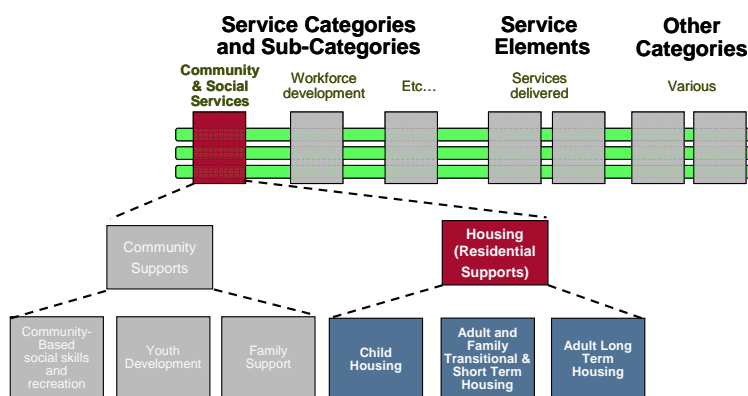 Service Categories
and Sub-Categories
Service
Elements
Other
Categories
Community
& Social
Services
Workforce
development
Etc…
Services
delivered
Various
Community
Supports
Housing
(Residential
Supports)
Community-
Based
social skills
and
recreation
Youth
Development
Family
Support
Child
Housing
Adult and
Family
Transitional &
Short Term
Housing
Adult Long
Term
Housing